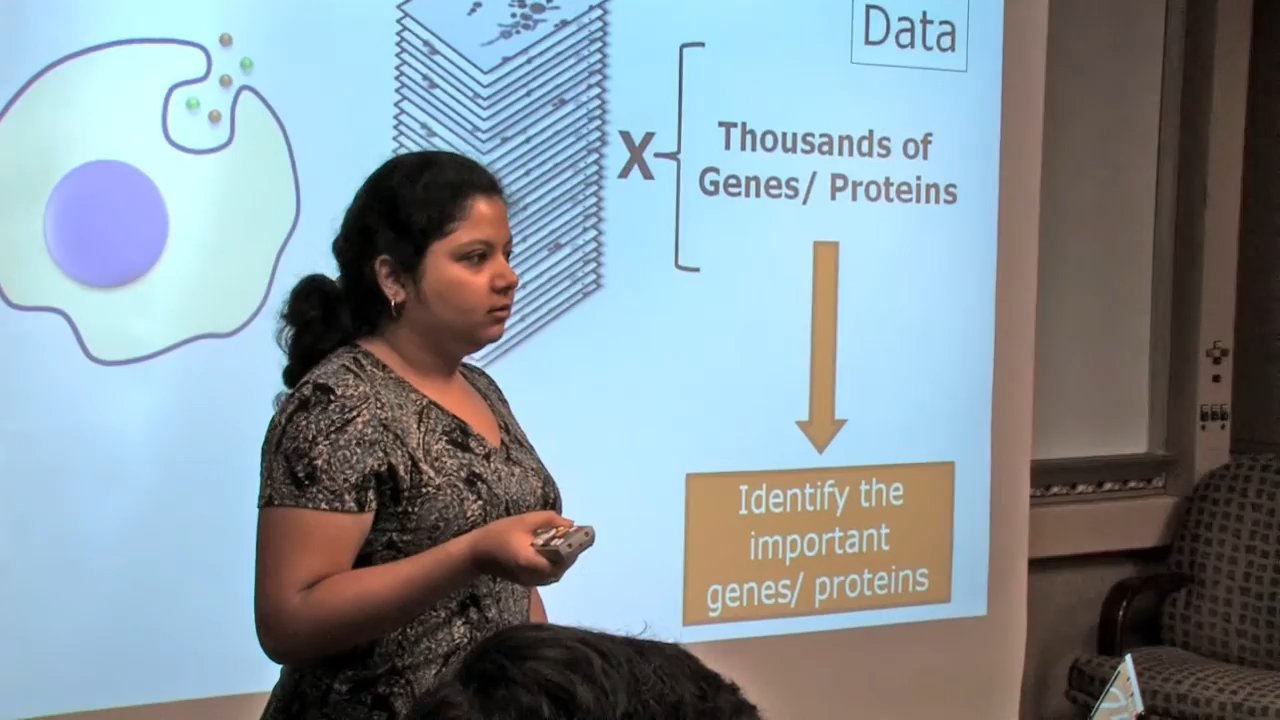 Data
X
Thousands of
Genes/ Proteins
Identify the
important
genes/ proteins